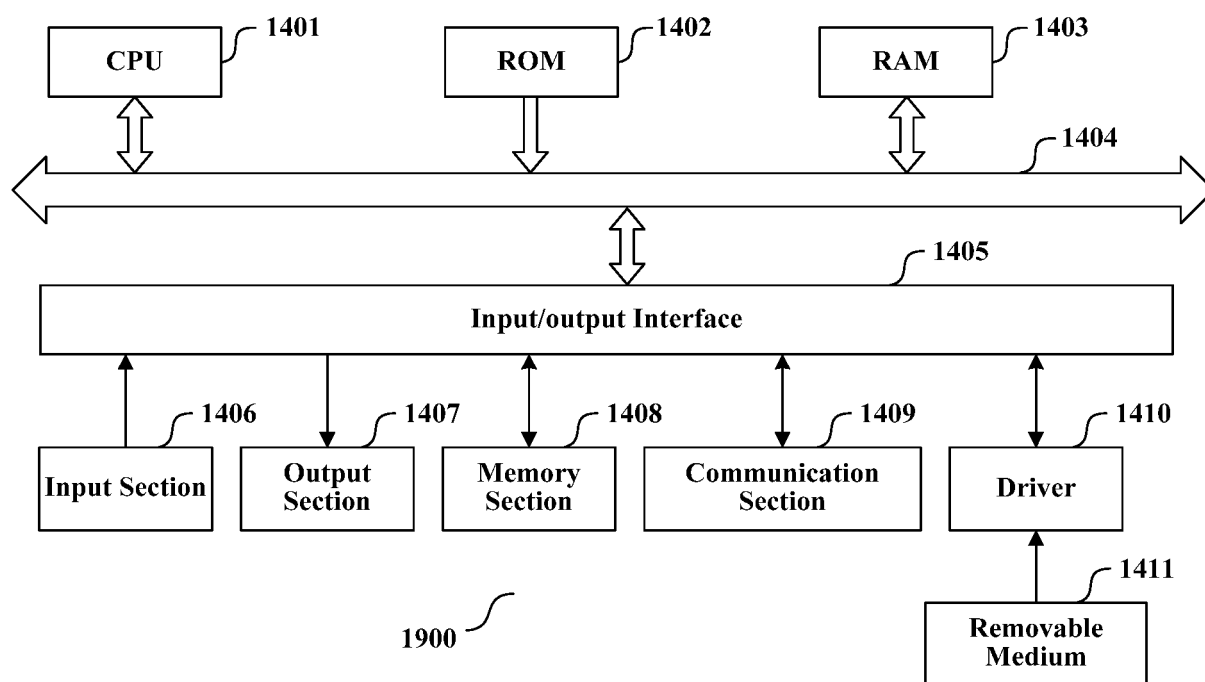 1401
1402
1403
CPU
ROM
RAM
1404
1405
Input/output Interface
1406
1407
1408
1409
1410
Input Section
Output
Section
Memory
Section
Communication
Section
Driver
1411
1900
Removable
Medium